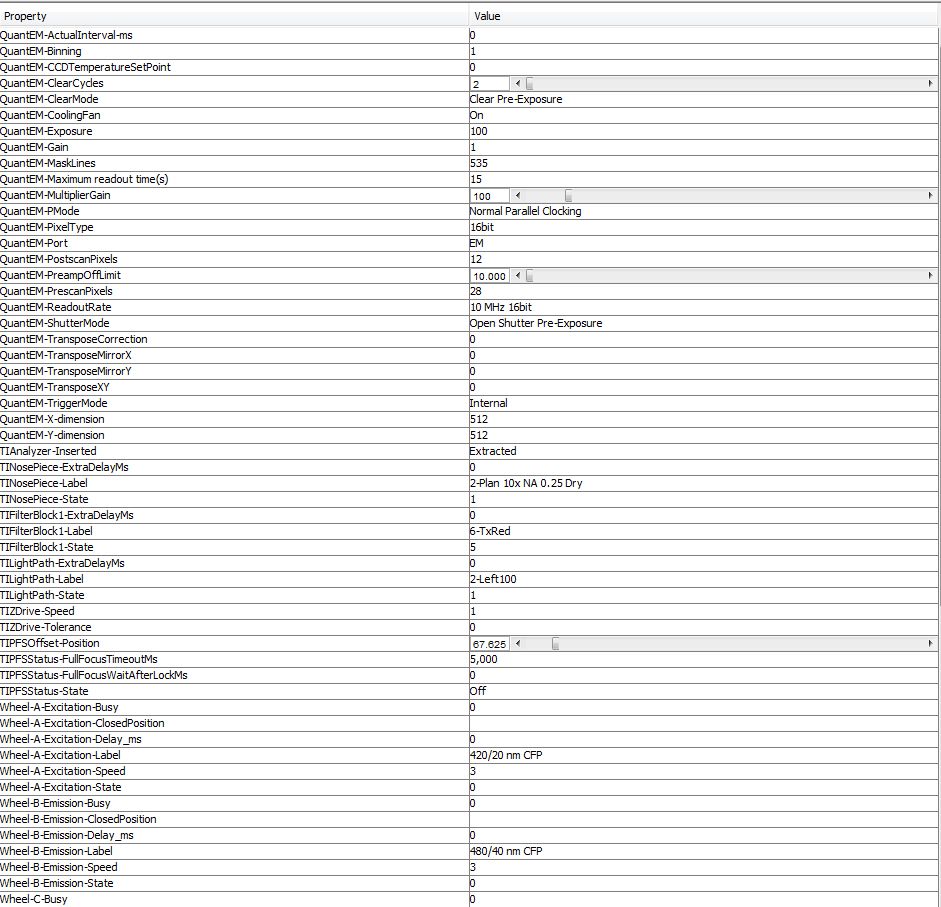 Property Value
QuantEM-ActualInterval-ms 0
QuantEM-Binning 1
QuantEM-CCDTemperatureSetPoint 0
QuantEM-ClearCycles 2
QuantEM-ClearMode Clear Pre-Exposure
QuantEM-CoolingFan On
QuantEM-Exposure 100
QuantEM-Gain 1
QuantEM-MaskLines 535
QuantEM-Maximum readout time(s) 15
QuantEM-MultiplierGain 100
QuantEM-PMode Normal Parallel Clocking
QuantEM-PixelType 16bit
QuantEM-Port EM
QuantEM-PostscanPixels 12
QuantEM-PreampOffLimit 10.000
QuantEM-PrescanPixels 28
QuantEM-ReadoutRate 10 MHz 16bit
QuantEM-ShutterMode Open Shutter Pre-Exposure
QuantEM-TransposeCorrection 0
QuantEM-TransposeMirrorX 0
QuantEM-TransposeMirrorY 0
QuantEM-TransposeXY 0
QuantEM-TriggerMode Internal
QuantEM-X-dimension 512
QuantEM-Y-dimension 512
TIAnalyzer-Inserted Extracted
TINosePiece-ExtraDelayMs 0
TINosePiece-Label 2-Plan 10x NA 0.25 Dry
TINosePiece-State 1
TIFilterBlock1-ExtraDelayMs 0
TIFilterBlock1-Label 6-TxRed
TIFilterBlock1-State 5
TILightPath-ExtraDelayMs 0
TILightPath-Label 2-Left100
TILightPath-State 1
TIZDrive-Speed 1
TIZDrive-Tolerance 0
TIPFSOffset-Position 67.625
TIPFSStatus-FullFocusTimeoutMs 5,000
TIPFSStatus-FullFocusWaitAfterLockMs 0
TIPFSStatus-State Off
Wheel-A-Excitation-Busy 0
Wheel-A-Excitation-ClosedPosition
Wheel-A-Excitation-Delay_ms 0
Wheel-A-Excitation-Label 420/20 nm CFP
Wheel-A-Excitation-Speed 3
Wheel-A-Excitation-State 0
Wheel-B-Emission-Busy 0
Wheel-B-Emission-ClosedPosition
Wheel-B-Emission-Delay_ms 0
Wheel-B-Emission-Label 480/40 nm CFP
Wheel-B-Emission-Speed 3
Wheel-B-Emission-State 0
Wheel-C-Busy 0